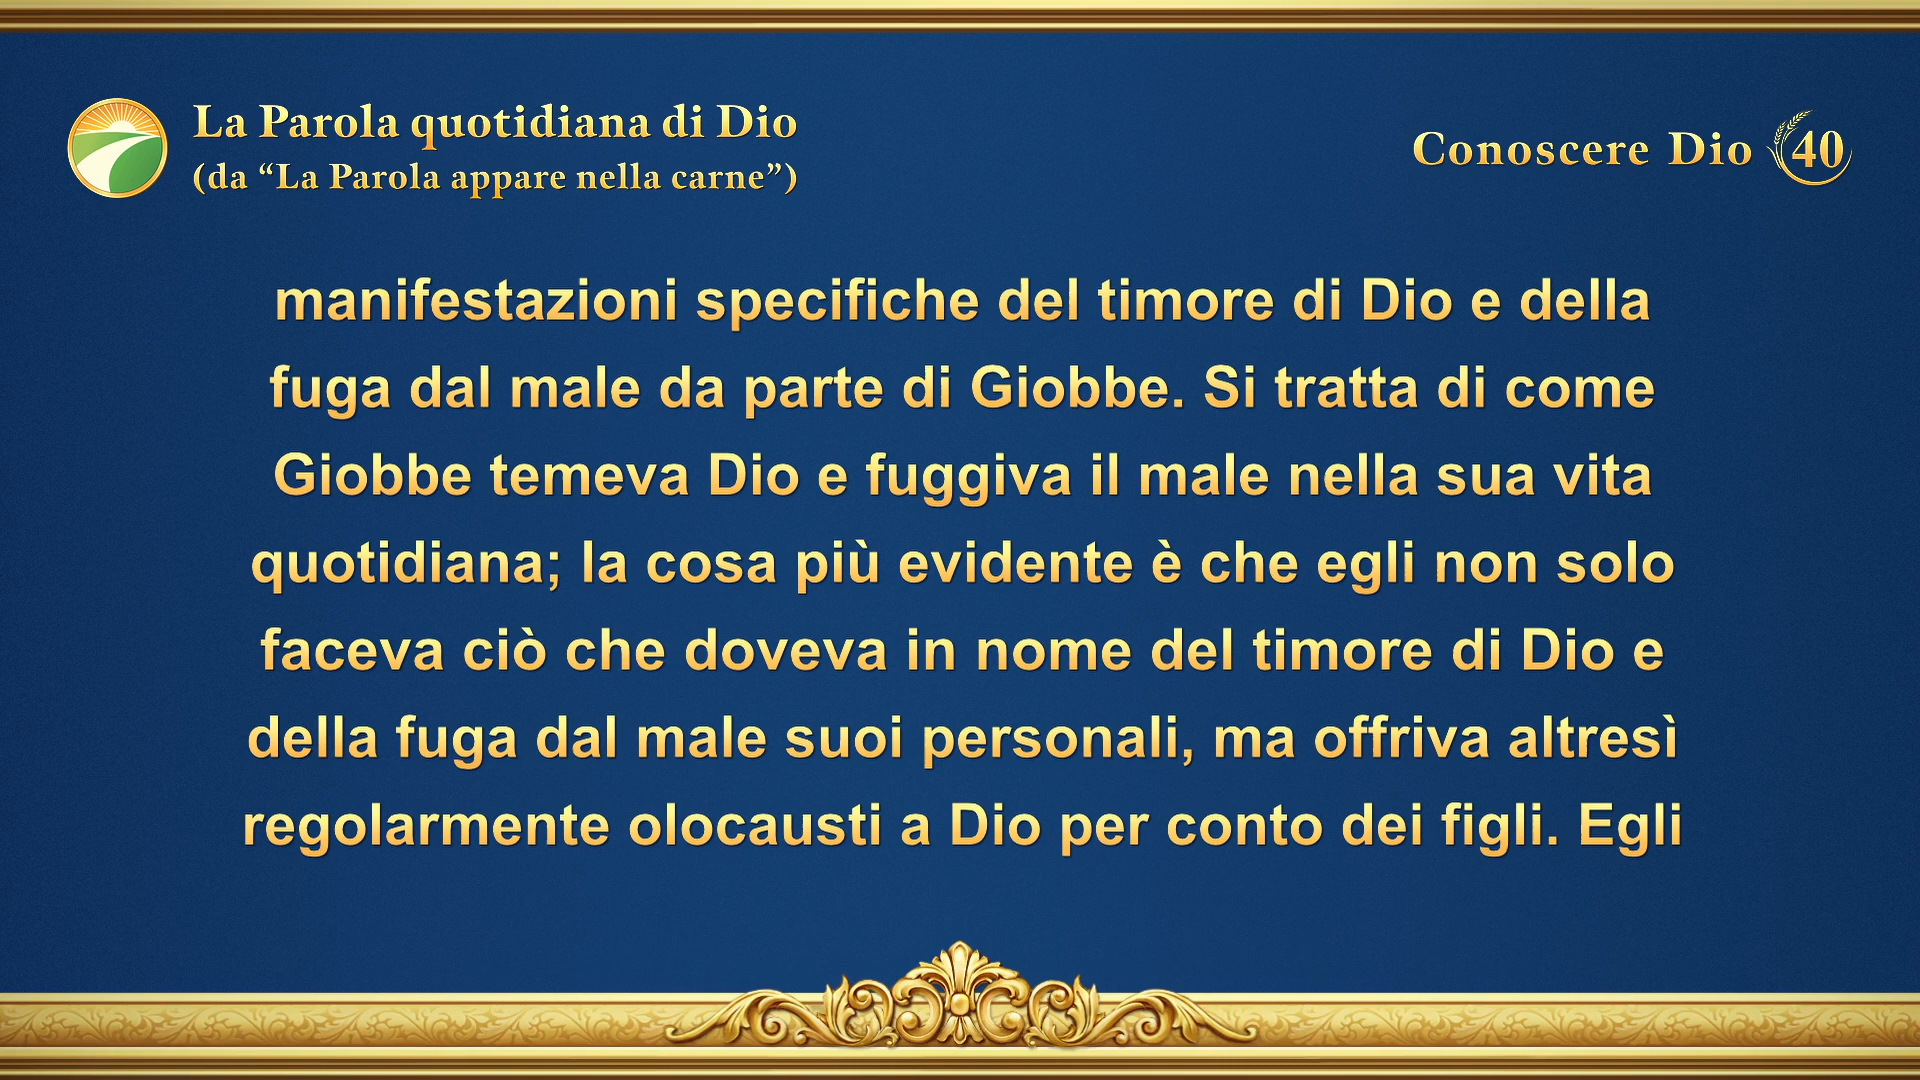 La Parola quotidiana di Dio
(da “La Parola appare nella carne”)
Conoscere Dio 40
manifestazioni specifiche del timore di Dio e della
fuga dal male da parte di Giobbe. Si tratta di come
Giobbe temeva Dio e fuggiva il male nella sua vita
quotidiana; la cosa più evidente è che egli non solo
faceva ciò che doveva in nome del timore di Dio e
della fuga dal male suoi personali, ma offriva altresì
regolarmente olocausti a Dio per conto dei figli. Egli